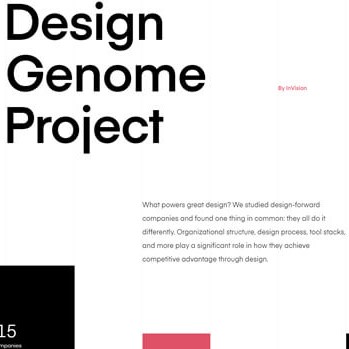 Design
Genome
Project
By InVision
What powers great design? We studied design-forward
companies and found one thing in common: they all do it
differently. Organizational structure, design process, tool stacks,
and more play a significant role in how they achieve
competitive advantage through design.
15
mpanies